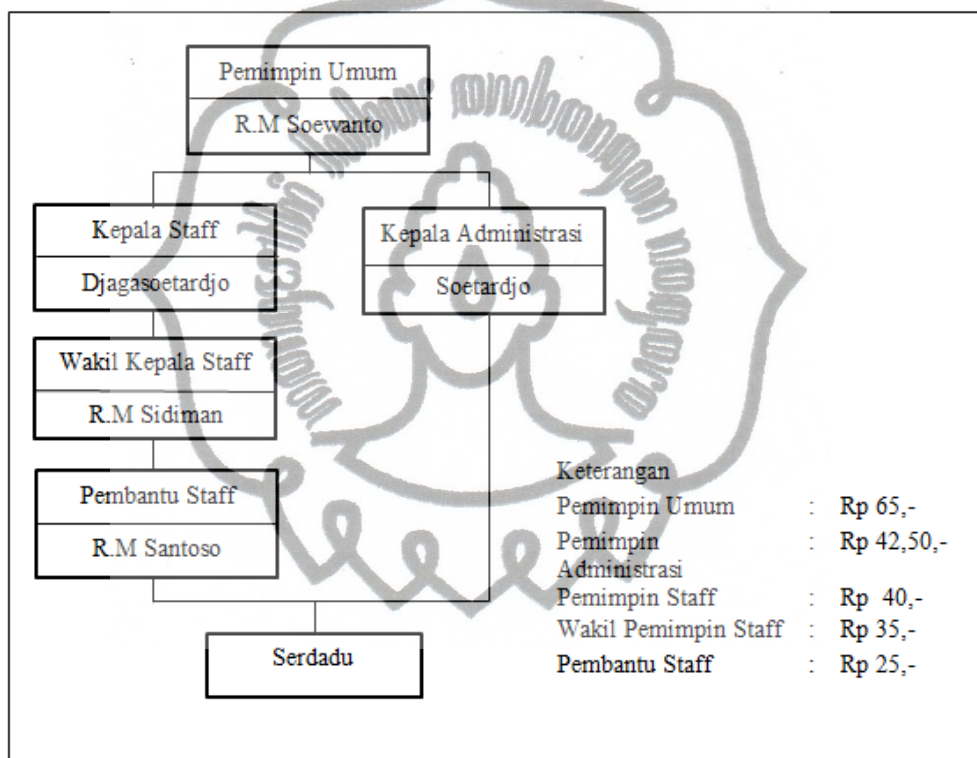 Pemimpin Umum
R.M Soewanto
Kepala Staff
Djagasoetardjo
Kepala Administrasi
Soetardjo
Wakil Kepala Staff
R.M Sidiman
Pembantu Staff
R.M Santoso
Serdadu
Keterangan
Pemimpin Umum : Rp 65,-
Pemimpin : Rp 42,50,-
Administrasi
Pemimpin Staff : Rp 40,-
Wakil Pemimpin Staff : Rp 35,-
Pembantu Staff : Rp 25,-